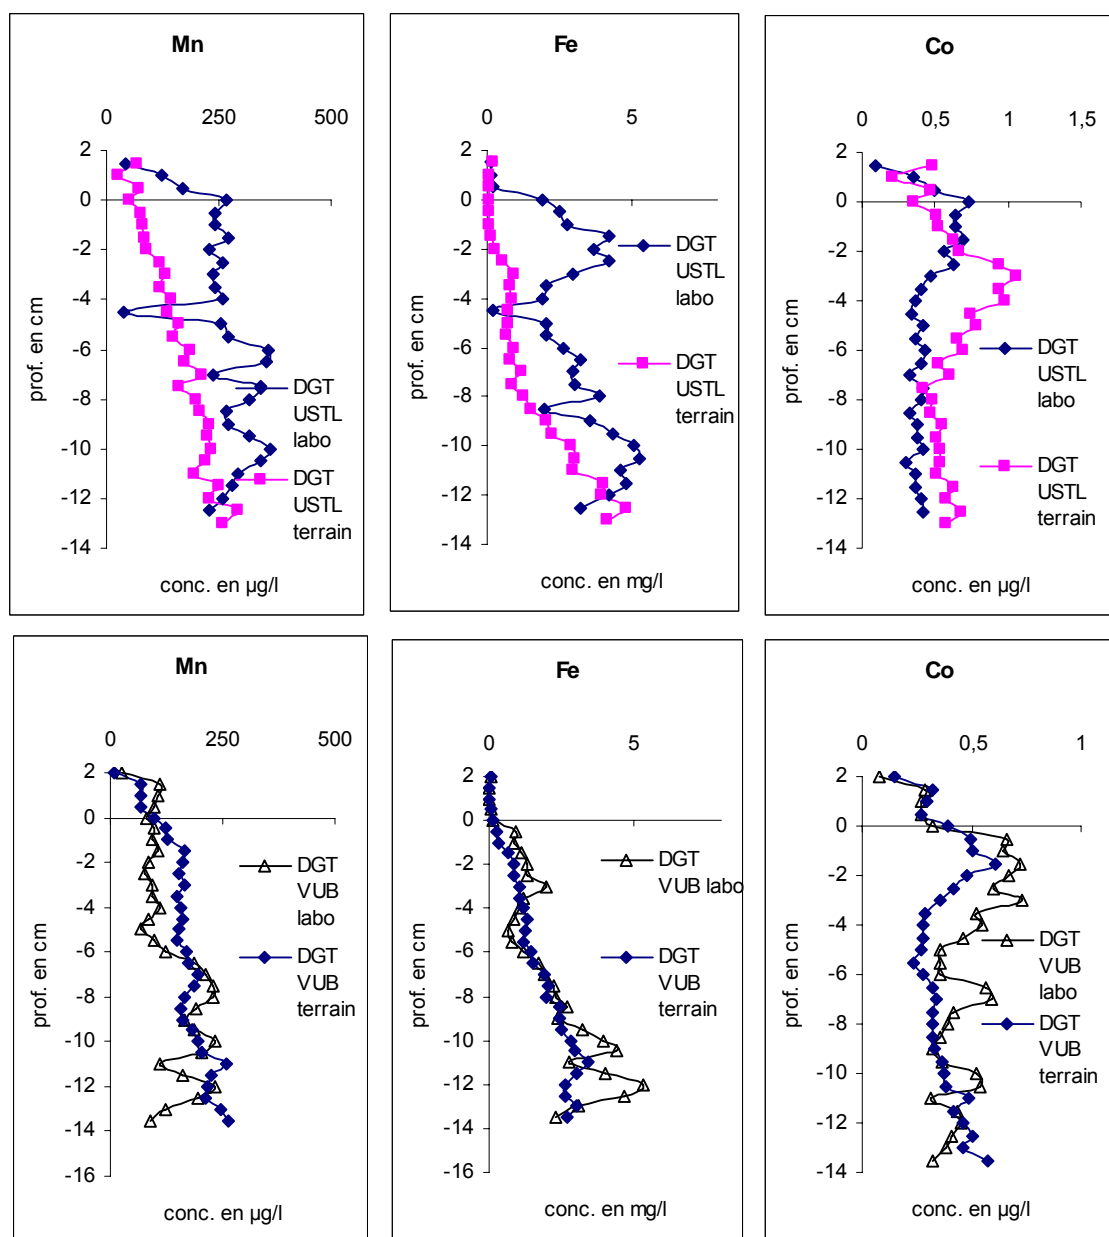 Mn
0 250 500
2
0
-2
-4
-6
-8
-10
-12
-14
prof. en cm
DGT
USTL
labo
DGT
USTL
terrain
conc. en µg/l
Fe
0 5
2
0
-2
-4
-6
-8
-10
-12
-14
prof. en cm
DGT
USTL
labo
DGT
USTL
terrain
conc. en mg/l
Co
0 0,5 1 1,5
2
0
-2
-4
-6
-8
-10
-12
-14
prof. en cm
DGT
USTL
labo
DGT
USTL
terrain
conc. en µg/l
Mn
0 250 500
2
0
-2
-4
-6
-8
-10
-12
-14
-16
prof. en cm
DGT
VUB
labo
DGT
VUB
terrain
conc. en µg/l
Fe
0 5
2
0
-2
-4
-6
-8
-10
-12
-14
-16
prof. en cm
DGT
VUB labo
DGT
VUB
terrain
conc. en mg/l
Co
0 0,5 1
2
0
-2
-4
-6
-8
-10
-12
-14
prof. en cm
DGT
VUB
labo
DGT
VUB
terrain
conc. en µg/l